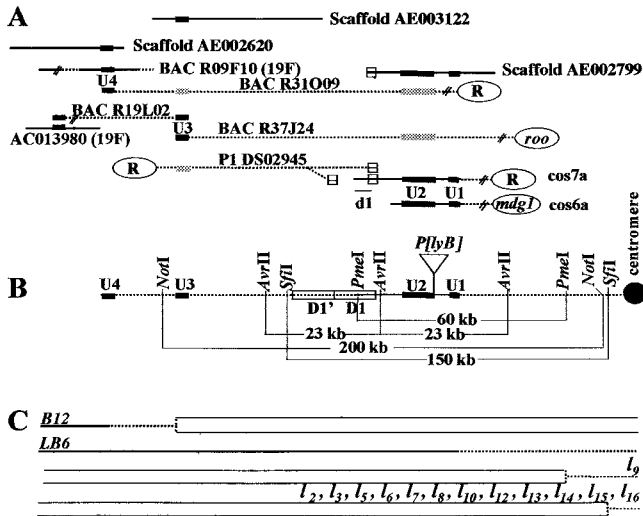 A
Scaffold AE003122
Scaffold AE002620
BAC R09F10 (19F)
Scaffold AE002799
U4
BAC R31O09
R
BAC R19L02
U3
BAC R37J24
roo
AC013980 (19F)
R
P1 DS02945
d1
U2
U1
R
cos7a
mdg1
cos6a
P[lyB]
centromere
B
U4
NotI
U3
AvrII
SfiI
PmeI
AvrII
U2
U1
AvrII
PmeI
NotI
SfiI
D1'
D1
60 kb
23 kb
23 kb
200 kb
150 kb
C
B12
LB6
l9
l2, l3, l5, l6, l7, l8, l10, l12, l13, l14, l15, l16